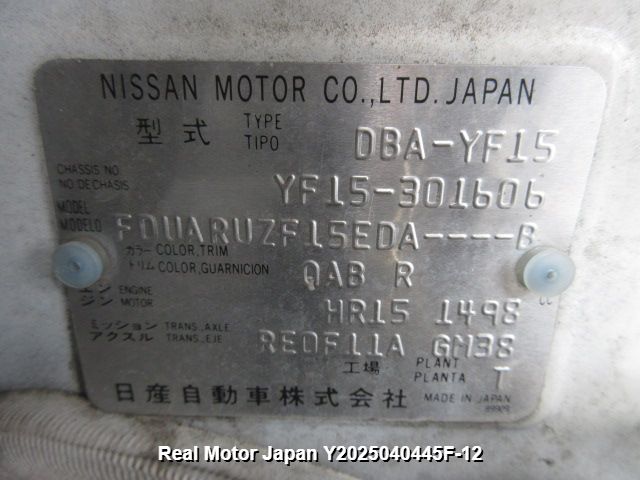 NISSAN MOTOR CO.,LTD. JAPAN
型式 TYPE TIPO DBA-YF15
CHASSIS NO. NO.DE CHASIS YF15-301606
MODEL MODELO FDUARUZF15EDA----B
カラー COLOR,TRIM
トリム COLOR,GUARNICION QAB R
エンジン ENGINE MOTOR HR15 1498 CC
ミッション TRANS.,AXLE
アクスル TRANS.,EJE RE0F11A GM38
工場 PLANT PLANTA T
日産自動車株式会社 MADE IN JAPAN
Real Motor Japan Y2025040445F-12